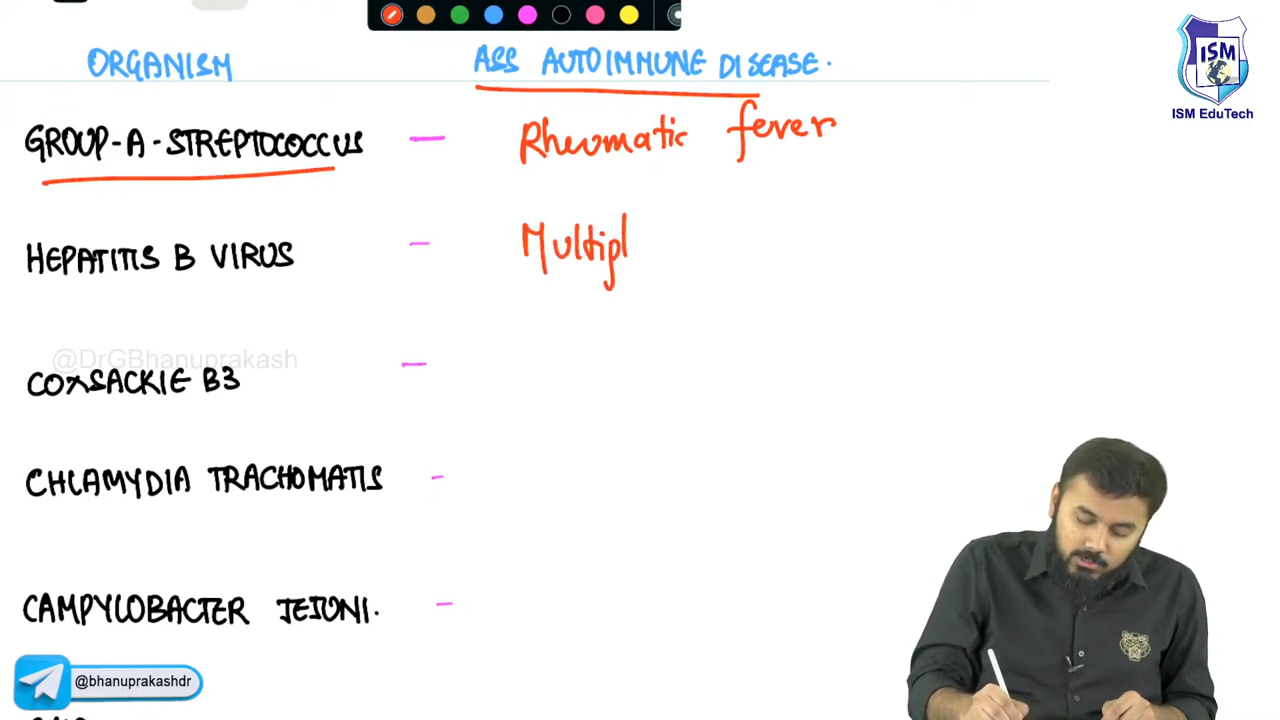 ORGANISM ASS AUTOIMMUNE DISEASE.
ISM
ISM EduTech
GROUP-A-STREPTOCOCCUS — Rheumatic fever
HEPATITIS B VIRUS — Multipl
@DrGBhanuprakash
COXSACKIE B3 —
CHLAMYDIA TRACHOMATIS -
CAMPYLOBACTER JEJUNI. -
@bhanuprakashdr